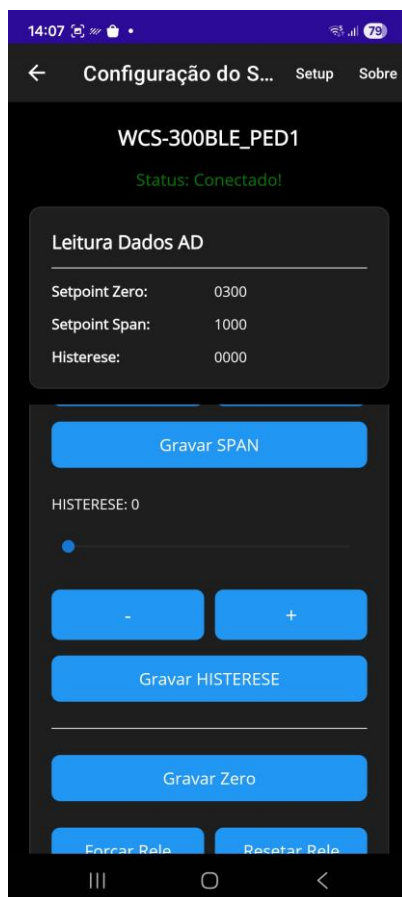 14:07 79
Configuração do S... Setup Sobre
WCS-300BLE_PED1
Status: Conectado!
Leitura Dados AD
Setpoint Zero: 0300
Setpoint Span: 1000
Histerese: 0000
Gravar SPAN
HISTERESE: 0
- +
Gravar HISTERESE
Gravar Zero
Forçar Rele Resetar Rele